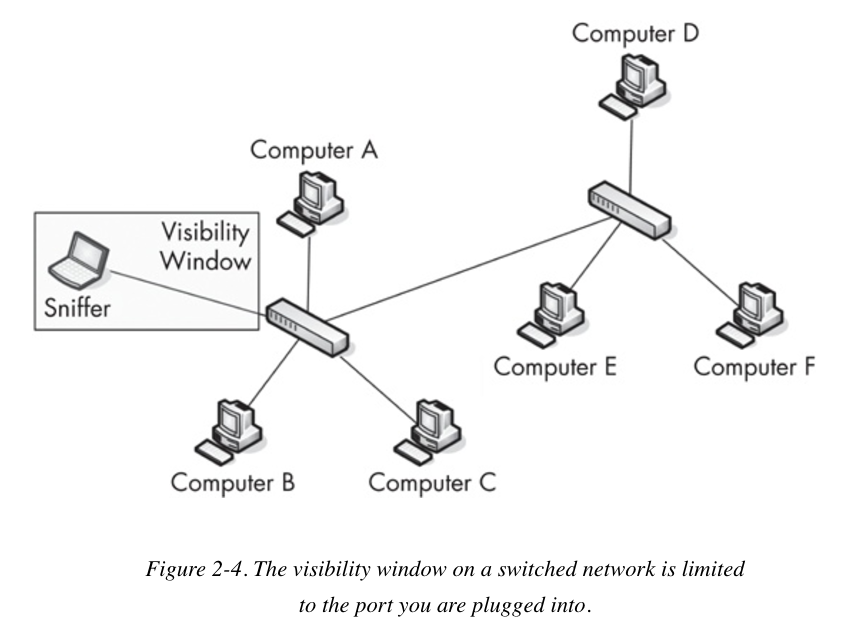 Computer D
Computer A
Visibility
Window
Sniffer
Computer E
Computer F
Computer B
Computer C
Figure 2-4. The visibility window on a switched network is limited
to the port you are plugged into.